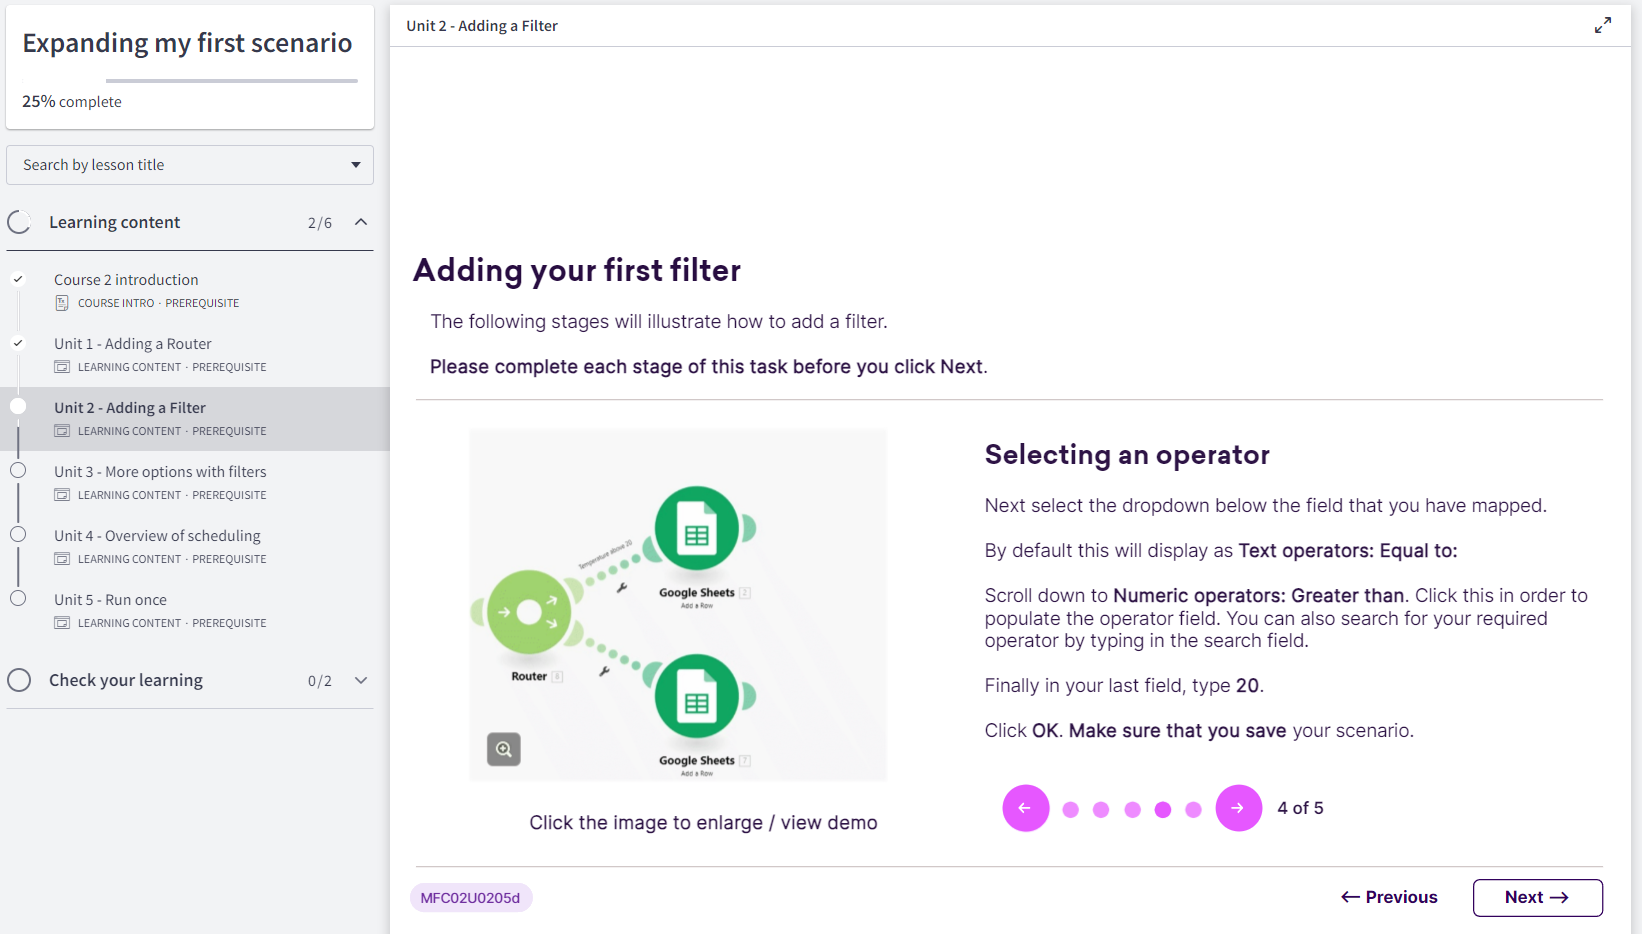 Expanding my first scenario
25% complete
Search by lesson title
Learning content 2/6
Course 2 introduction
COURSE INTRO · PREREQUISITE
Unit 1 - Adding a Router
LEARNING CONTENT · PREREQUISITE
Unit 2 - Adding a Filter
LEARNING CONTENT · PREREQUISITE
Unit 3 - More options with filters
LEARNING CONTENT · PREREQUISITE
Unit 4 - Overview of scheduling
LEARNING CONTENT · PREREQUISITE
Unit 5 - Run once
LEARNING CONTENT · PREREQUISITE
Check your learning 0/2
Unit 2 - Adding a Filter
Adding your first filter
The following stages will illustrate how to add a filter.
Please complete each stage of this task before you click Next.
Temperature above 20
Google Sheets 2
Add a Row
Router
Google Sheets 7
Add a Row
Click the image to enlarge / view demo
Selecting an operator
Next select the dropdown below the field that you have mapped.
By default this will display as Text operators: Equal to:
Scroll down to Numeric operators: Greater than. Click this in order to
populate the operator field. You can also search for your required
operator by typing in the search field.
Finally in your last field, type 20.
Click OK. Make sure that you save your scenario.
4 of 5
MFC02U0205d
← Previous
Next →